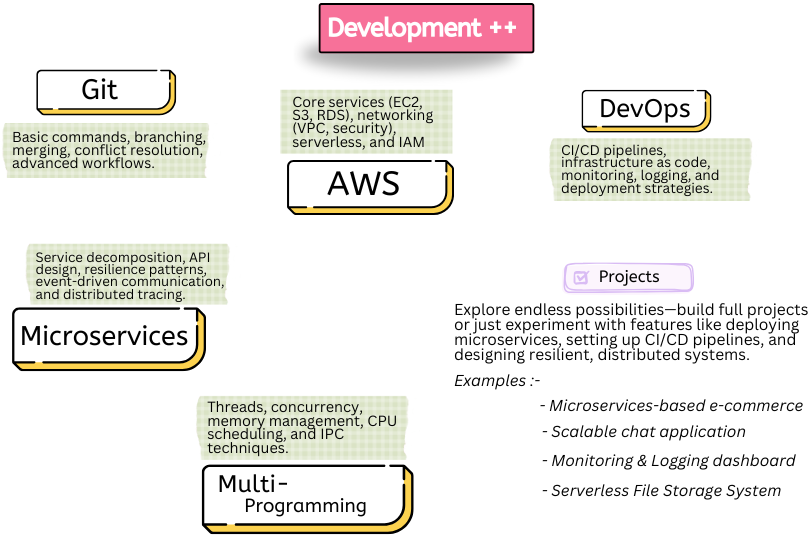 Development ++
Git
Basic commands, branching,
merging, conflict resolution,
advanced workflows.
Core services (EC2,
S3, RDS), networking
(VPC, security),
serverless, and IAM
AWS
DevOps
CI/CD pipelines,
infrastructure as code,
monitoring, logging, and
deployment strategies.
Service decomposition, API
design, resilience patterns,
event-driven communication,
and distributed tracing.
Microservices
Projects
Explore endless possibilities—build full projects
or just experiment with features like deploying
microservices, setting up CI/CD pipelines, and
designing resilient, distributed systems.
Examples :-
- Microservices-based e-commerce
- Scalable chat application
- Monitoring & Logging dashboard
- Serverless File Storage System
Threads, concurrency,
memory management, CPU
scheduling, and IPC
techniques.
Multi-
Programming